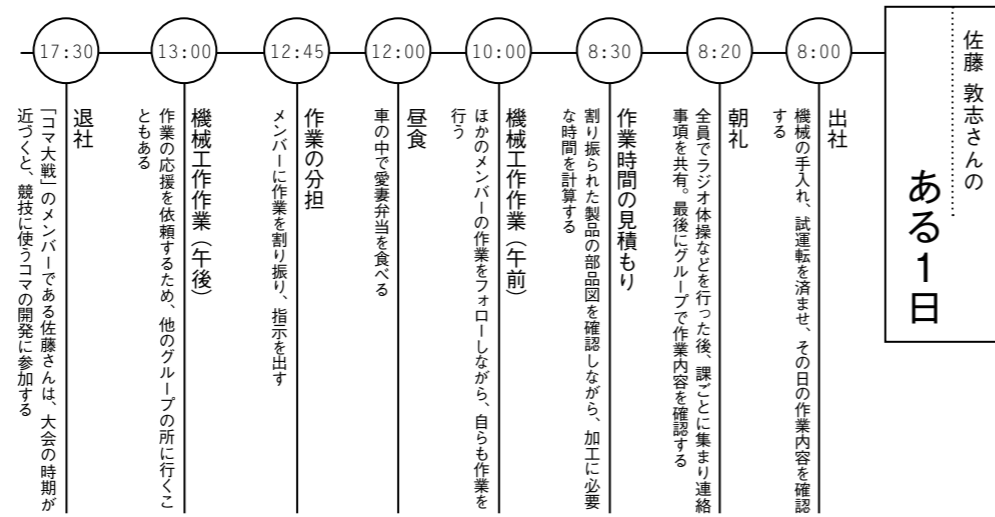 佐藤 敦志さんの
ある1日
8:00
出社
機械の手入れ、試運転を済ませ、その日の作業内容を確認
する
8:20
朝礼
全員でラジオ体操などを行った後、課ごとに集まり連絡
事項を共有。最後にグループで作業内容を確認する
8:30
作業時間の見積もり
割り振られた製品の部品図を確認しながら、加工に必要
な時間を計算する
10:00
機械工作作業（午前）
ほかのメンバーの作業をフォローしながら、自らも作業を
行う
12:00
昼食
車の中で愛妻弁当を食べる
12:45
作業の分担
メンバーに作業を割り振り、指示を出す
13:00
機械工作作業（午後）
作業の応援を依頼するため、他のグループの所に行くこ
ともある
17:30
退社
「コマ大戦」のメンバーである佐藤さんは、大会の時期が
近づくと、競技に使うコマの開発に参加する